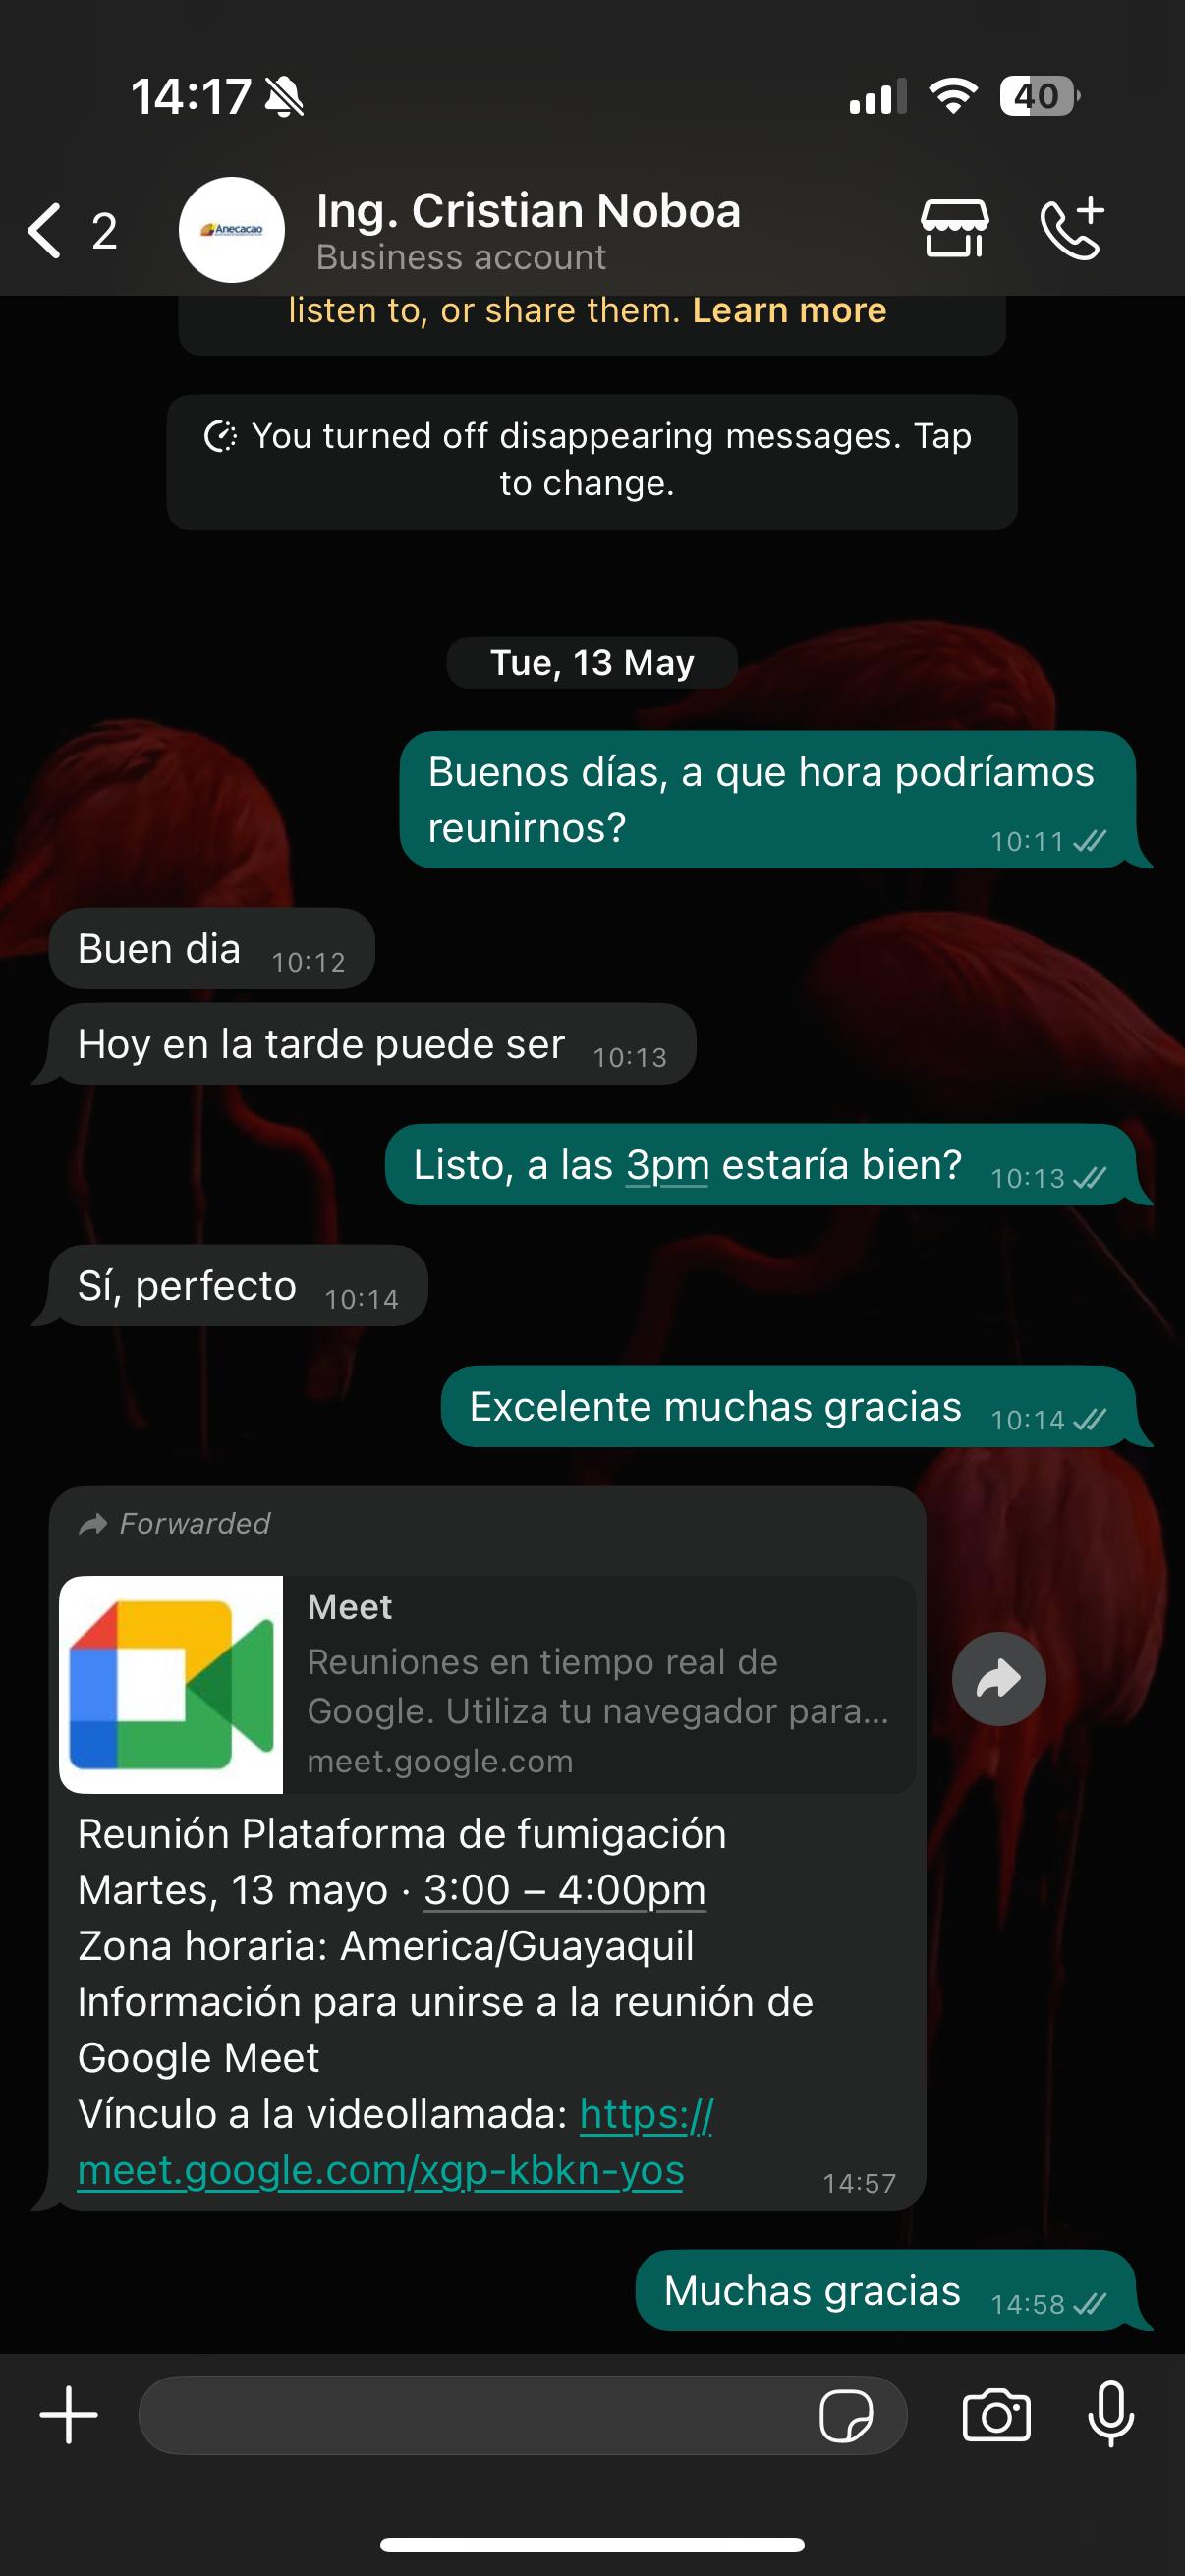 14:17
40
2
Anecacao
Ing. Cristian Noboa
Business account
listen to, or share them. Learn more
You turned off disappearing messages. Tap
to change.
Tue, 13 May
Buenos días, a que hora podríamos
reunirnos?
10:11
Buen dia 10:12
Hoy en la tarde puede ser 10:13
Listo, a las 3pm estaría bien? 10:13
Sí, perfecto 10:14
Excelente muchas gracias 10:14
Forwarded
Meet
Reuniones en tiempo real de
Google. Utiliza tu navegador para...
meet.google.com
Reunión Plataforma de fumigación
Martes, 13 mayo · 3:00 – 4:00pm
Zona horaria: America/Guayaquil
Información para unirse a la reunión de
Google Meet
Vínculo a la videollamada: https://
meet.google.com/xgp-kbkn-yos
14:57
Muchas gracias 14:58